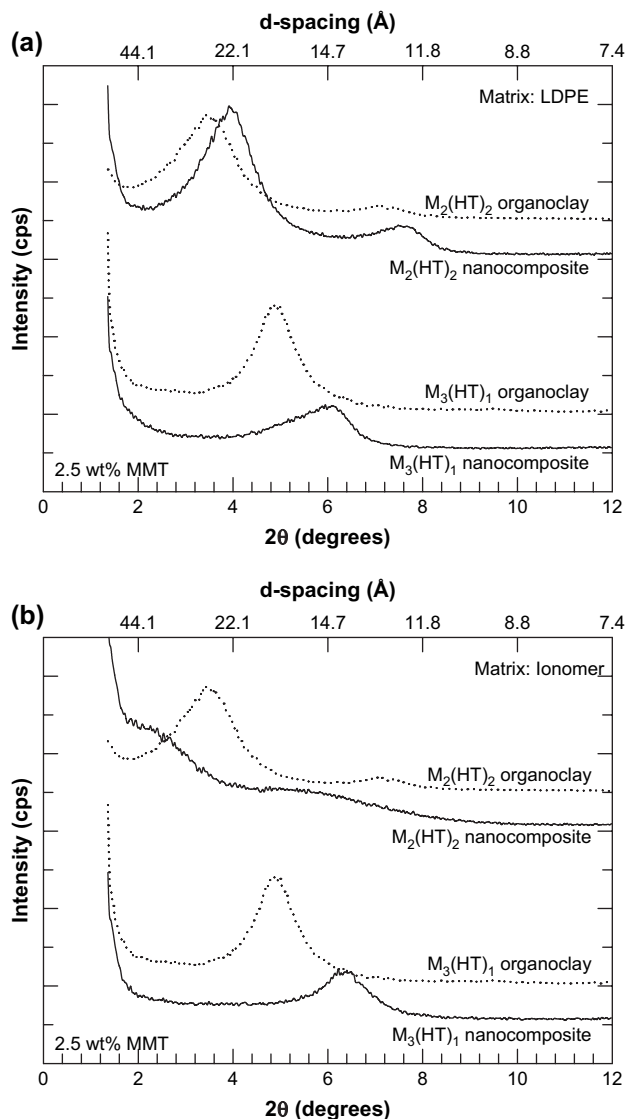 (a)
d-spacing (Å)
44.1 22.1 14.7 11.8 8.8 7.4
Matrix: LDPE
M₂(HT)₂ organoclay
M₂(HT)₂ nanocomposite
M₃(HT)₁ organoclay
M₃(HT)₁ nanocomposite
2.5 wt% MMT
Intensity (cps)
0 2 4 6 8 10 12
2θ (degrees)
(b)
d-spacing (Å)
44.1 22.1 14.7 11.8 8.8 7.4
Matrix: Ionomer
M₂(HT)₂ organoclay
M₂(HT)₂ nanocomposite
M₃(HT)₁ organoclay
M₃(HT)₁ nanocomposite
2.5 wt% MMT
Intensity (cps)
0 2 4 6 8 10 12
2θ (degrees)